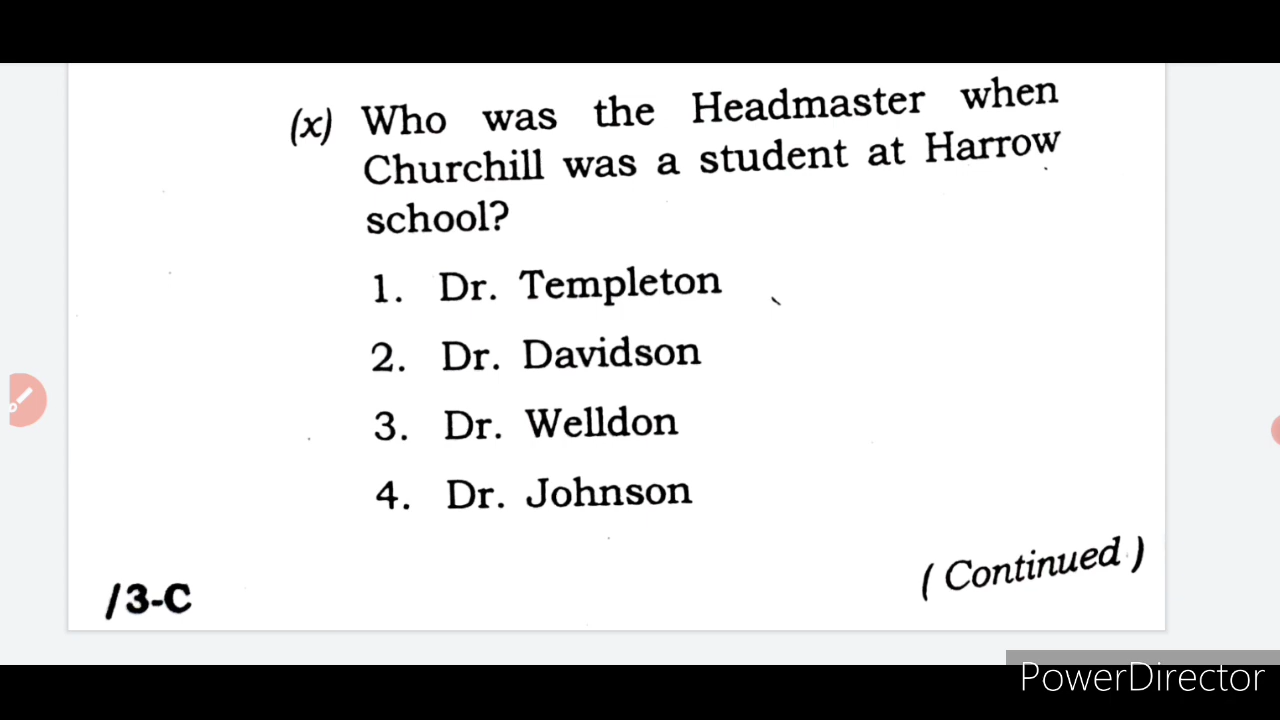 (x) Who was the Headmaster when
Churchill was a student at Harrow
school?
1. Dr. Templeton
2. Dr. Davidson
3. Dr. Welldon
4. Dr. Johnson
( Continued )
/3-C
PowerDirector